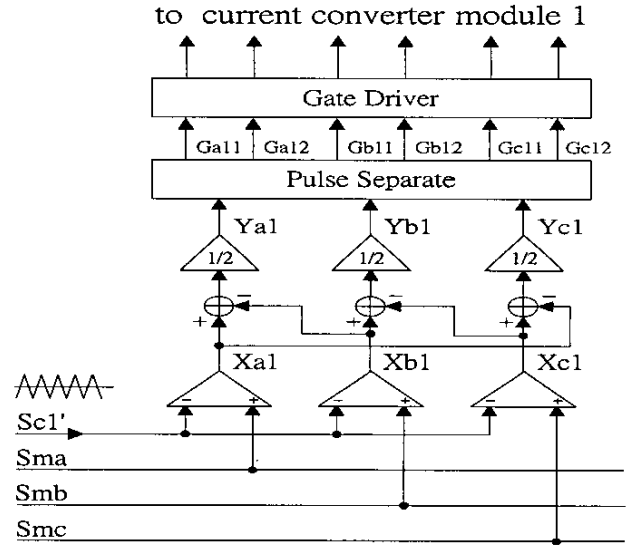 to current converter module 1
Gate Driver
Ga11 Ga12 Gb11 Gb12 Gc11 Gc12
Pulse Separate
Ya1 Yb1 Yc1
1/2 1/2 1/2
− − −
+ + +
Xa1 Xb1 Xc1
− + − + − +
Sc1'
Sma
Smb
Smc